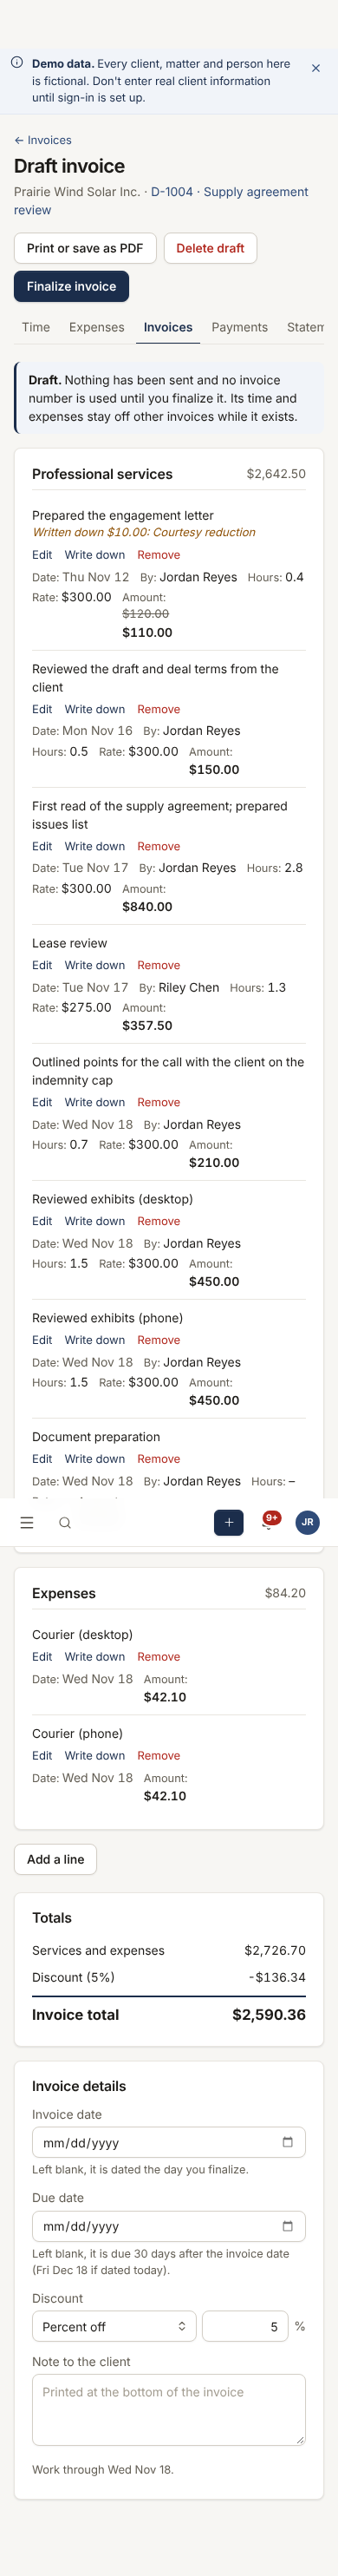 Demo data. Every client, matter and person here
is fictional. Don't enter real client information
until sign-in is set up.
← Invoices
Draft invoice
Prairie Wind Solar Inc. · D-1004 · Supply agreement
review
Print or save as PDF
Delete draft
Finalize invoice
Time Expenses Invoices Payments Statem
Draft. Nothing has been sent and no invoice
number is used until you finalize it. Its time and
expenses stay off other invoices while it exists.
Professional services $2,642.50
Prepared the engagement letter
Written down $10.00: Courtesy reduction
Edit Write down Remove
Date: Thu Nov 12 By: Jordan Reyes Hours: 0.4
Rate: $300.00 Amount:
$120.00
$110.00
Reviewed the draft and deal terms from the
client
Edit Write down Remove
Date: Mon Nov 16 By: Jordan Reyes
Hours: 0.5 Rate: $300.00 Amount:
$150.00
First read of the supply agreement; prepared
issues list
Edit Write down Remove
Date: Tue Nov 17 By: Jordan Reyes Hours: 2.8
Rate: $300.00 Amount:
$840.00
Lease review
Edit Write down Remove
Date: Tue Nov 17 By: Riley Chen Hours: 1.3
Rate: $275.00 Amount:
$357.50
Outlined points for the call with the client on the
indemnity cap
Edit Write down Remove
Date: Wed Nov 18 By: Jordan Reyes
Hours: 0.7 Rate: $300.00 Amount:
$210.00
Reviewed exhibits (desktop)
Edit Write down Remove
Date: Wed Nov 18 By: Jordan Reyes
Hours: 1.5 Rate: $300.00 Amount:
$450.00
Reviewed exhibits (phone)
Edit Write down Remove
Date: Wed Nov 18 By: Jordan Reyes
Hours: 1.5 Rate: $300.00 Amount:
$450.00
Document preparation
Edit Write down Remove
Date: Wed Nov 18 By: Jordan Reyes Hours: –
+ 9+ JR
Expenses $84.20
Courier (desktop)
Edit Write down Remove
Date: Wed Nov 18 Amount:
$42.10
Courier (phone)
Edit Write down Remove
Date: Wed Nov 18 Amount:
$42.10
Add a line
Totals
Services and expenses $2,726.70
Discount (5%) -$136.34
Invoice total $2,590.36
Invoice details
Invoice date
mm/dd/yyyy
Left blank, it is dated the day you finalize.
Due date
mm/dd/yyyy
Left blank, it is due 30 days after the invoice date
(Fri Dec 18 if dated today).
Discount
Percent off 5 %
Note to the client
Printed at the bottom of the invoice
Work through Wed Nov 18.